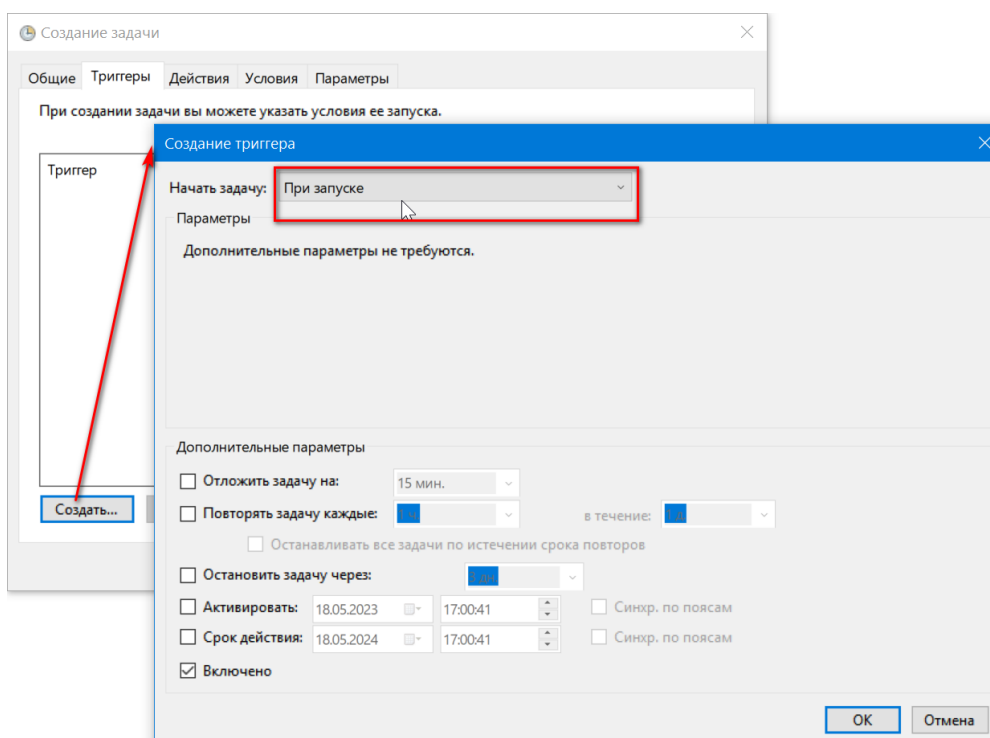 Создание задачи
Общие Триггеры Действия Условия Параметры
При создании задачи вы можете указать условия ее запуска.
Триггер
Создание триггера
Начать задачу: При запуске
Параметры
Дополнительные параметры не требуются.
Дополнительные параметры
Отложить задачу на: 15 мин.
Повторять задачу каждые: в течение:
Останавливать все задачи по истечении срока повторов
Остановить задачу через:
Активировать: 18.05.2023 17:00:41 Синхр. по поясам
Срок действия: 18.05.2024 17:00:41 Синхр. по поясам
Включено
Создать...
OK Отмена